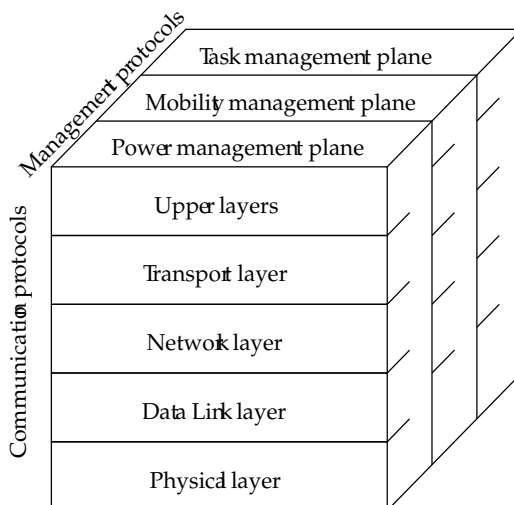 Management protocols
Task management plane
Mobility management plane
Power management plane
Communication protocols
Upper layers
Transport layer
Network layer
Data Link layer
Physical layer